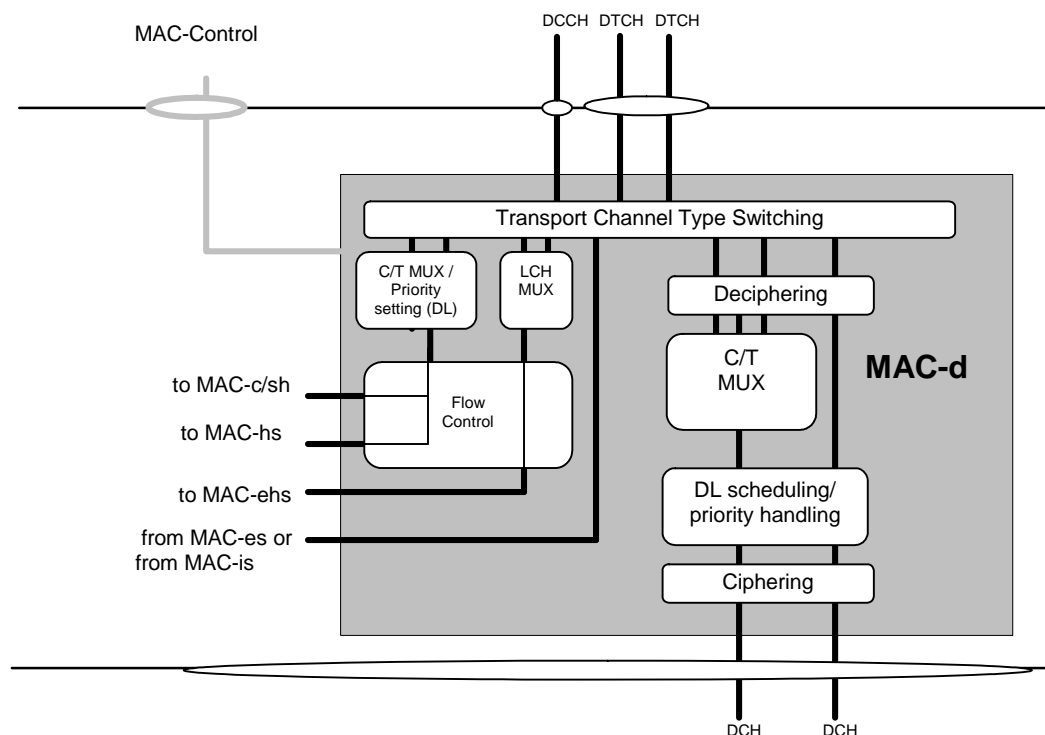 DCCH DTCH DTCH
MAC-Control
Transport Channel Type Switching
C/T MUX /
Priority
setting (DL)
LCH
MUX
Deciphering
C/T
MUX
MAC-d
to MAC-c/sh
Flow
Control
to MAC-hs
to MAC-ehs
DL scheduling/
priority handling
from MAC-es or
from MAC-is
Ciphering
DCH DCH